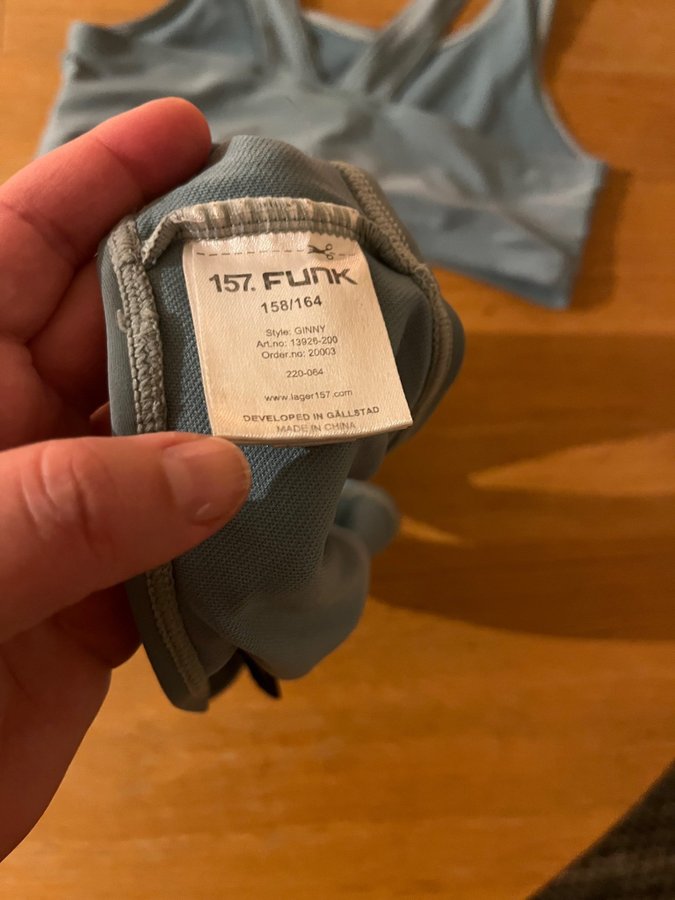 157. FUNK
158/164
Style: GINNY
Art.no: 13926-200
Order.no: 20003
220-064
www.lager157.com
DEVELOPED IN GÄLLSTAD
MADE IN CHINA